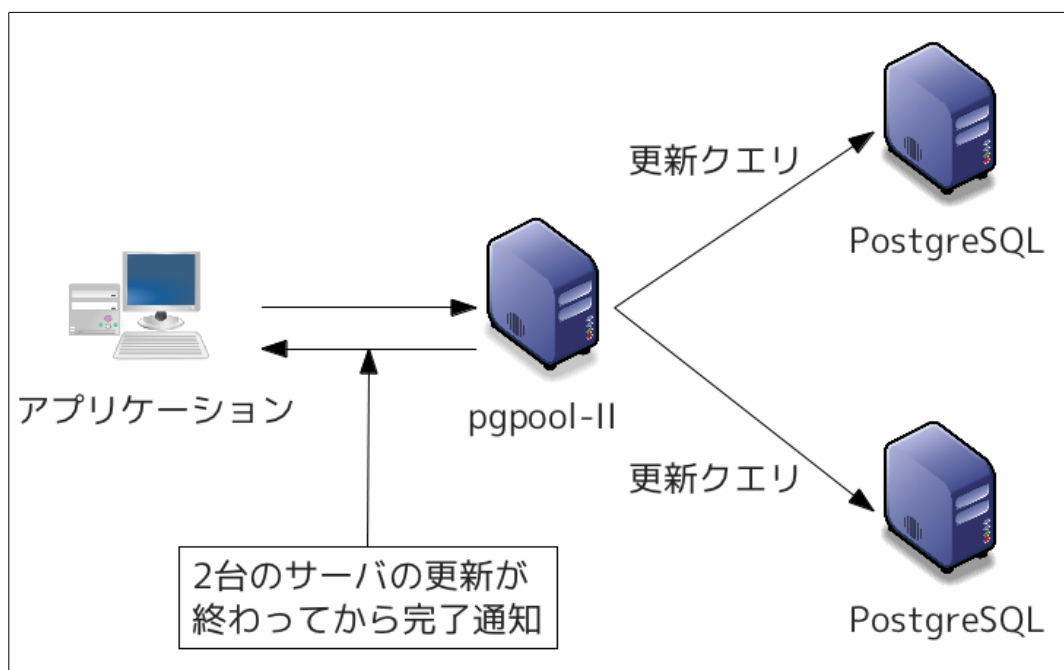 更新クエリ
PostgreSQL
アプリケーション
pgpool-II
更新クエリ
2台のサーバの更新が
終わってから完了通知
PostgreSQL